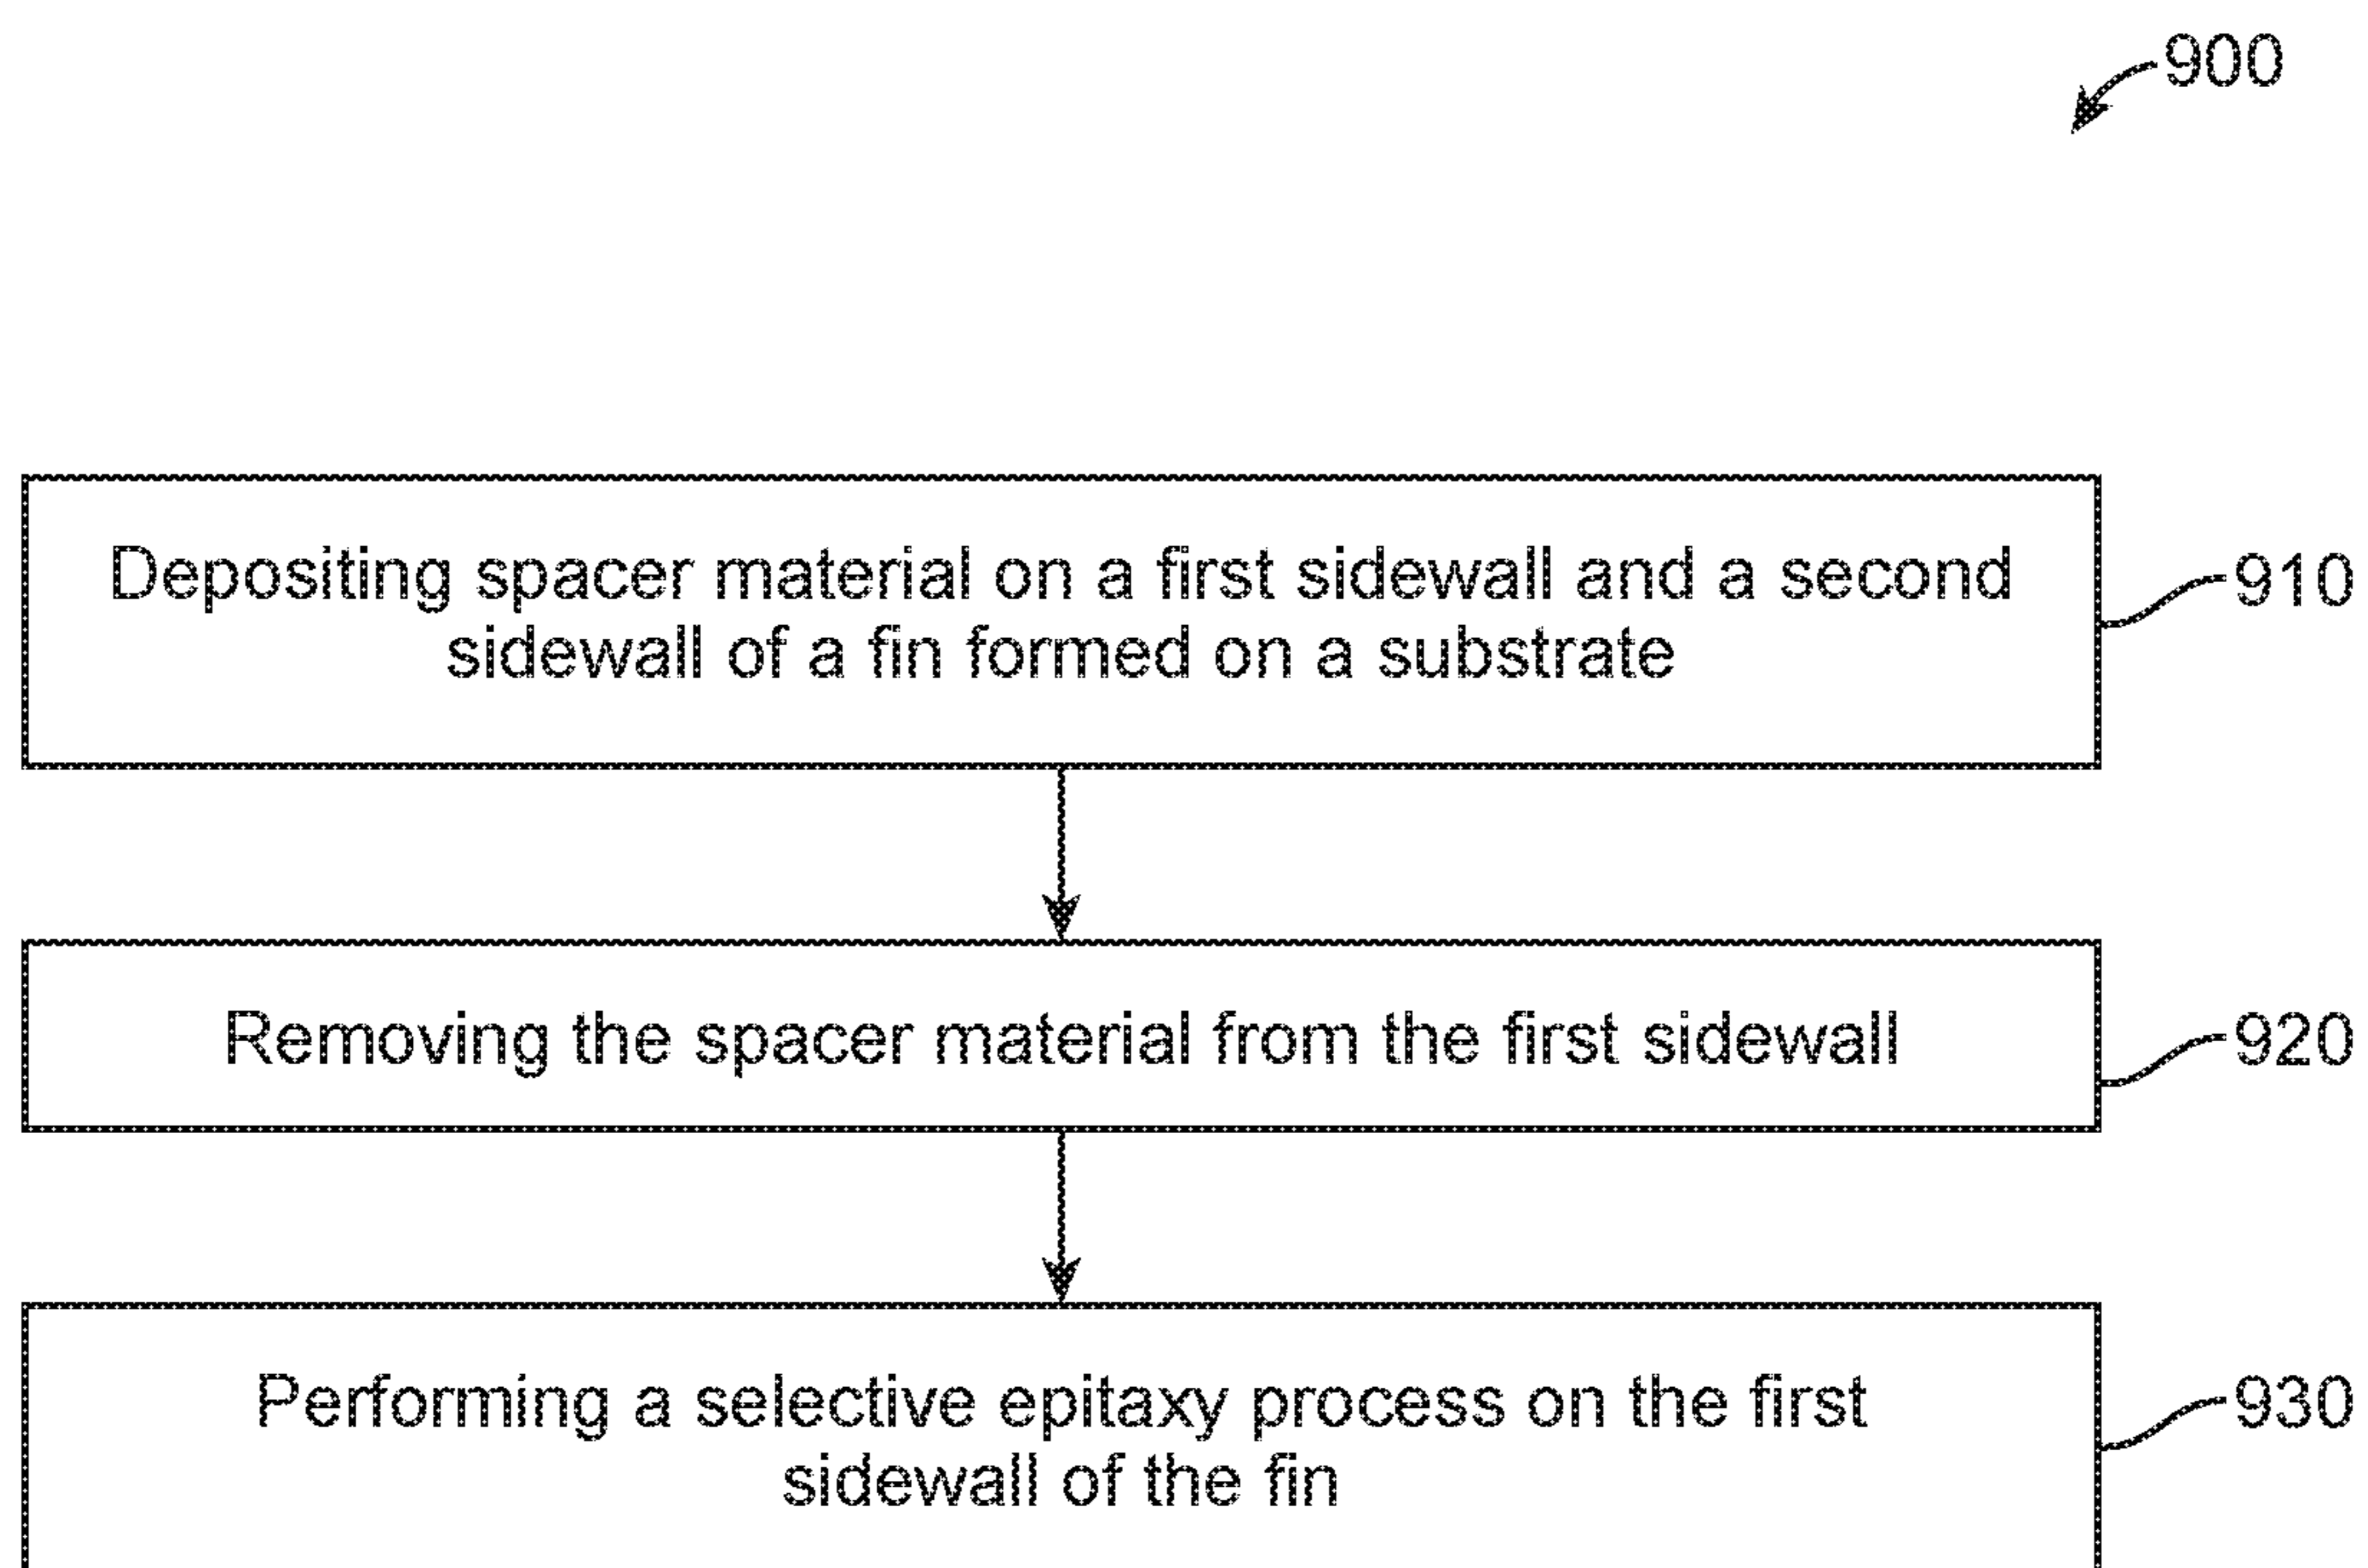 900
Depositing spacer material on a first sidewall and a second
sidewall of a fin formed on a substrate
910
Removing the spacer material from the first sidewall
920
Performing a selective epitaxy process on the first
sidewall of the fin
930